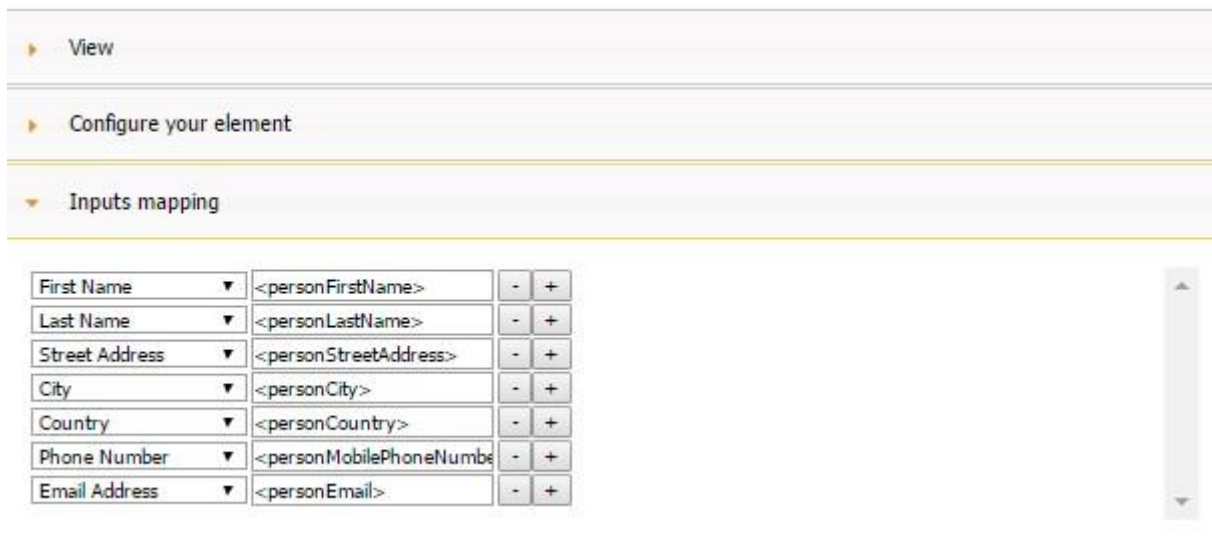 View
Configure your element
Inputs mapping
First Name <personFirstName> - +
Last Name <personLastName> - +
Street Address <personStreetAddress> - +
City <personCity> - +
Country <personCountry> - +
Phone Number <personMobilePhoneNumbe - +
Email Address <personEmail> - +